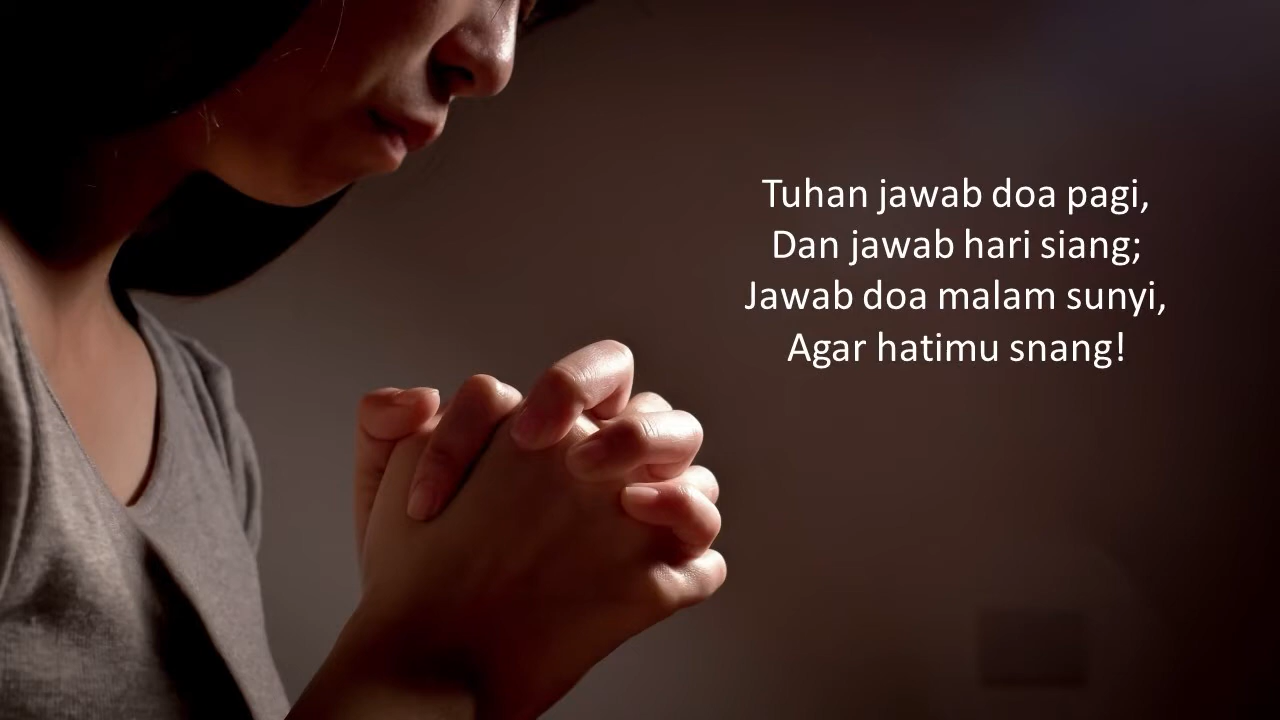 Tuhan jawab doa pagi,
Dan jawab hari siang;
Jawab doa malam sunyi,
Agar hatimu snang!